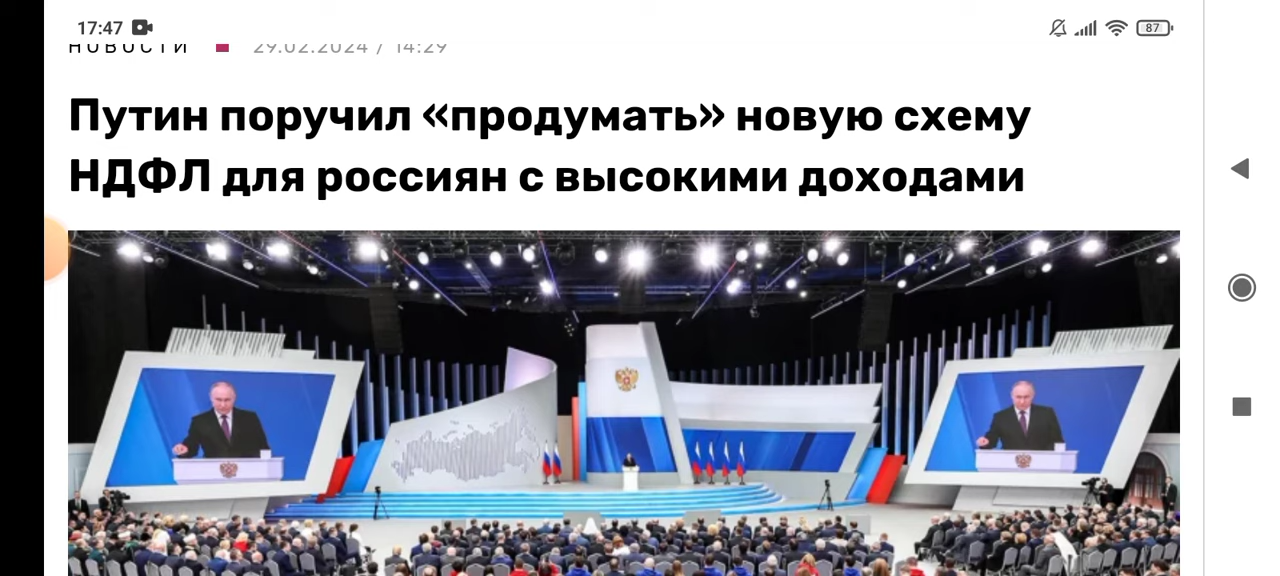 17:47
87
НОВОСТИ 29.02.2024 / 14:29
Путин поручил «продумать» новую схему
НДФЛ для россиян с высокими доходами